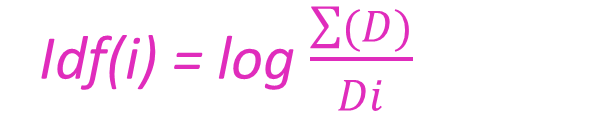 Idf(i) = log ∑(D)
Di